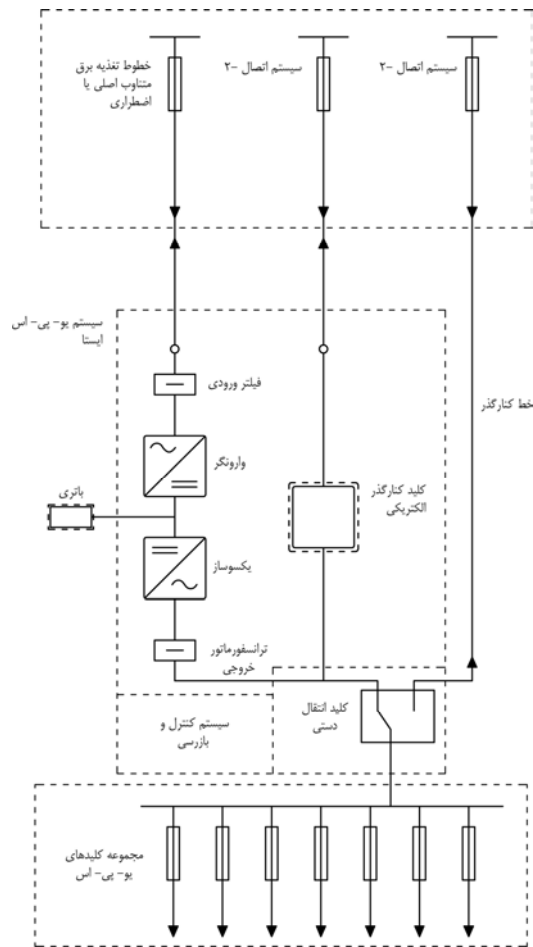 خطوط تغذیه برق
متناوب اصلی یا
اضطراری
سیستم اتصال -۲
سیستم اتصال -۲
سیستم یو- پی- اس
ایستا
فیلتر ورودی
خط کنارگذر
وارونگر
کلید کنارگذر
الکتریکی
باتری
یکسوساز
ترانسفورماتور
خروجی
کلید انتقال
دستی
سیستم کنترل و
بازرسی
مجموعه کلیدهای
یو- پی- اس